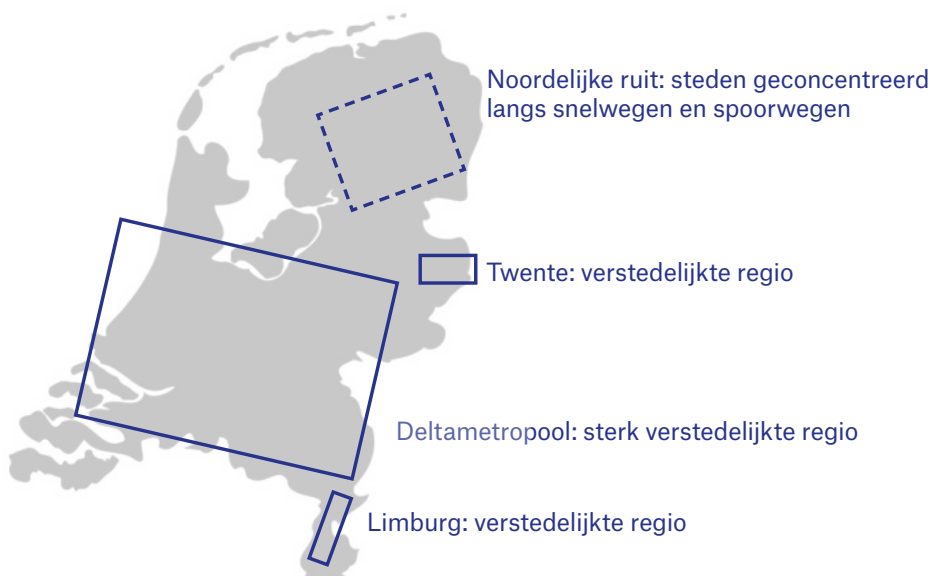 Noordelijke ruit: steden geconcentreerd
langs snelwegen en spoorwegen
Twente: verstedelijkte regio
Deltametropool: sterk verstedelijkte regio
Limburg: verstedelijkte regio